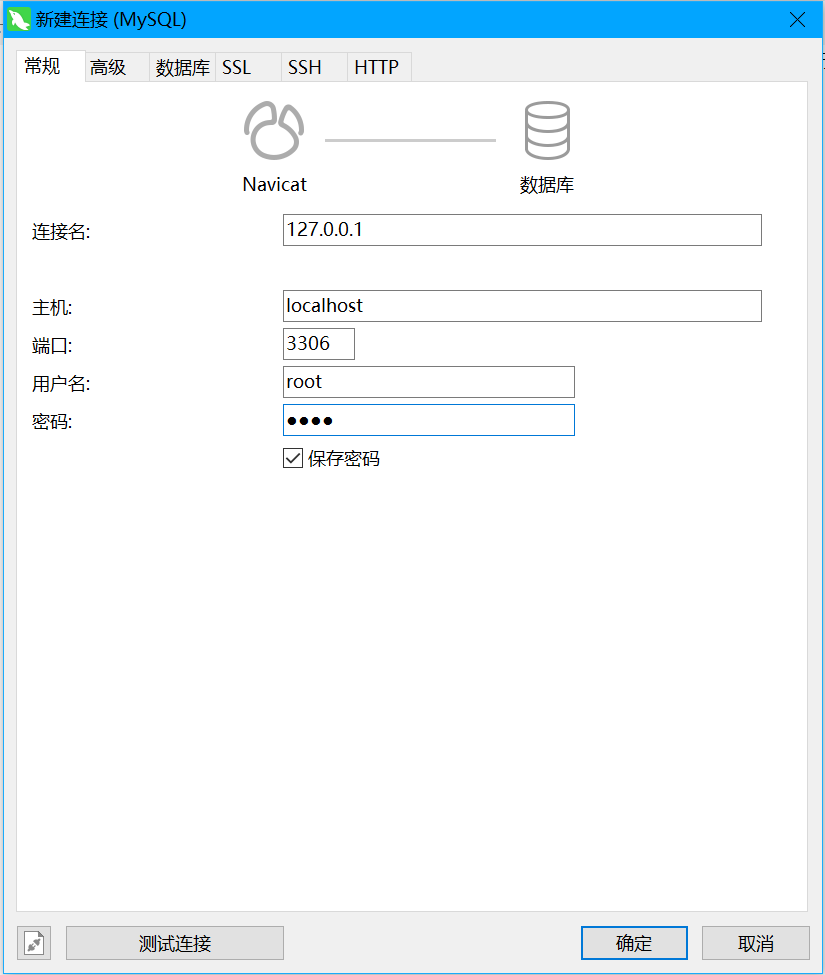 新建连接 (MySQL)
常规 高级 数据库 SSL SSH HTTP
Navicat 数据库
连接名: 127.0.0.1
主机: localhost
端口: 3306
用户名: root
密码: ●●●●
保存密码
测试连接 确定 取消